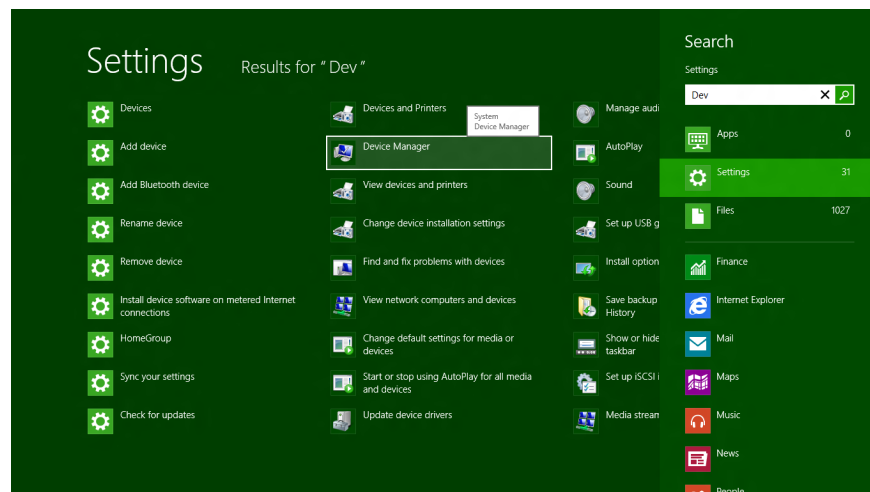 Settings
Results for “ Dev ”
Devices
Add device
Add Bluetooth device
Rename device
Remove device
Install device software on metered Internet
connections
HomeGroup
Sync your settings
Check for updates
Devices and Printers
System
Device Manager
Device Manager
View devices and printers
Change device installation settings
Find and fix problems with devices
View network computers and devices
Change default settings for media or
devices
Start or stop using AutoPlay for all media
and devices
Update device drivers
Manage audi
AutoPlay
Sound
Set up USB g
Install option
Save backup
History
Show or hide
taskbar
Set up iSCSI i
Media stream
Search
Settings
Dev
Apps 0
Settings 31
Files 1027
Finance
Internet Explorer
Mail
Maps
Music
News
People